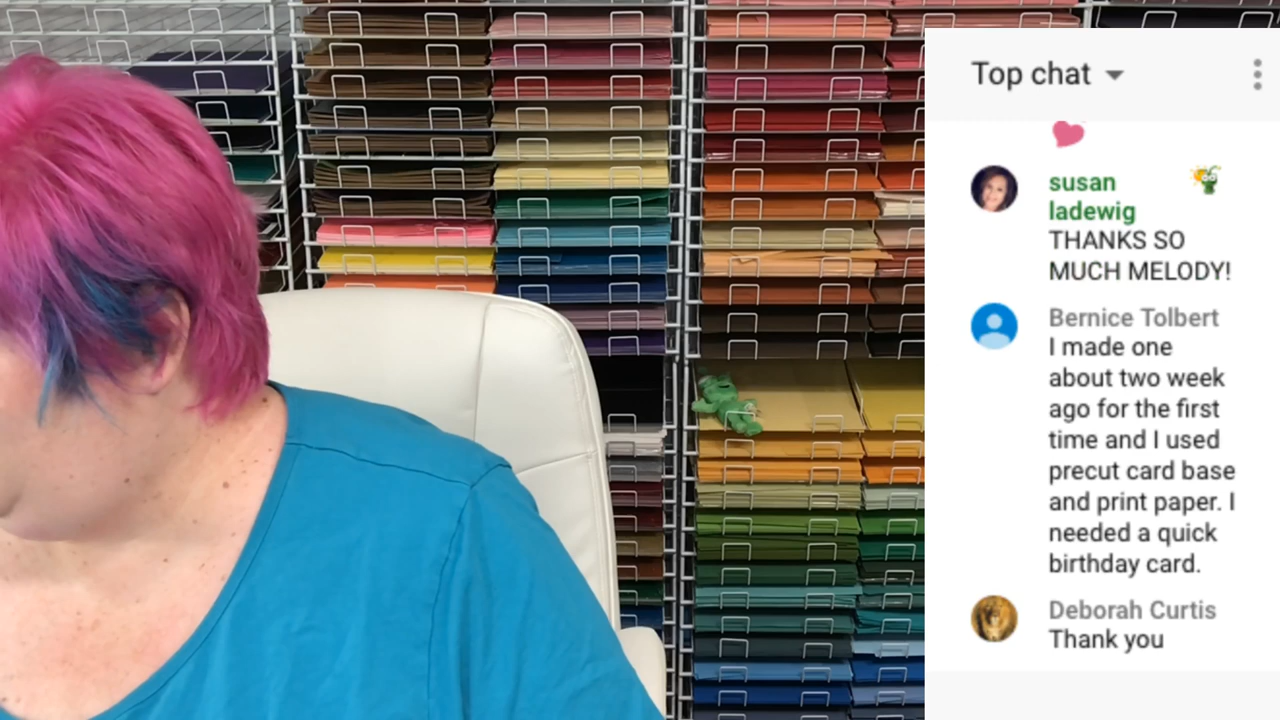 Top chat
susan
ladewig
THANKS SO
MUCH MELODY!
Bernice Tolbert
I made one
about two week
ago for the first
time and I used
precut card base
and print paper. I
needed a quick
birthday card.
Deborah Curtis
Thank you